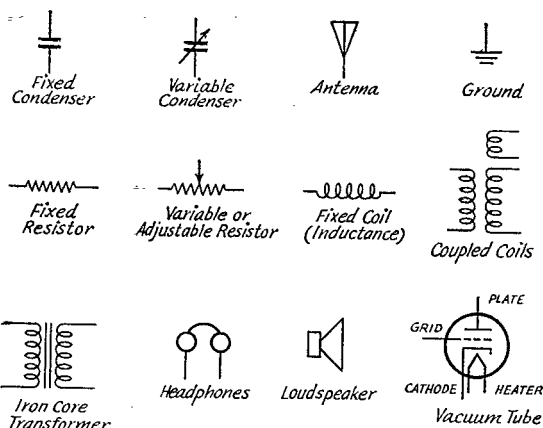 Fixed
Condenser
Variable
Condenser
Antenna
Ground
Fixed
Resistor
Variable or
Adjustable Resistor
Fixed Coil
(Inductance)
Coupled Coils
Iron Core
Transformer
Headphones
Loudspeaker
PLATE
GRID
CATHODE
HEATER
Vacuum Tube